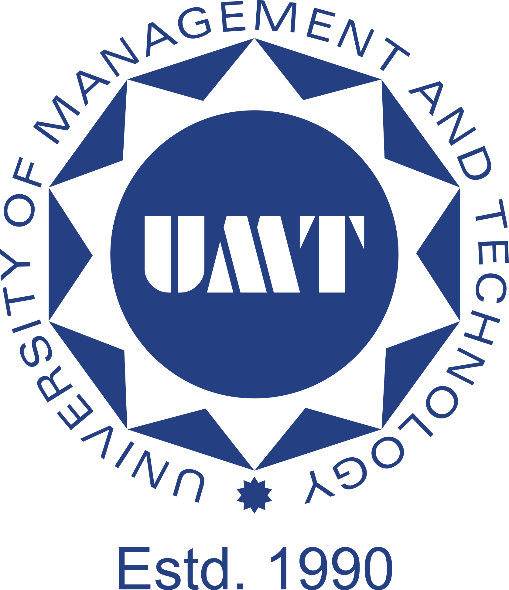 UNIVERSITY OF MANAGEMENT AND TECHNOLOGY
UMT
Estd. 1990